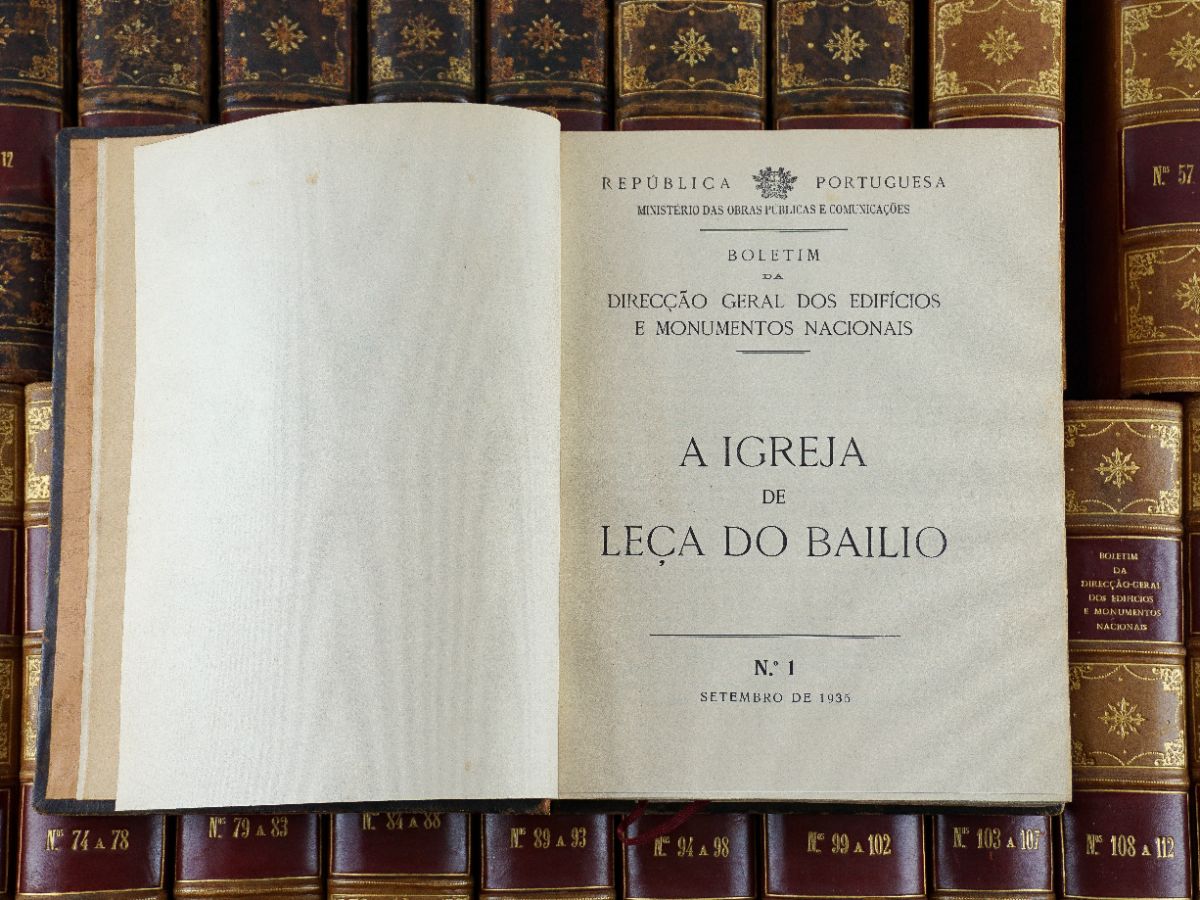 12
Nos 57
REPÚBLICA PORTUGUESA
MINISTÉRIO DAS OBRAS PÚBLICAS E COMUNICAÇÕES
BOLETIM
DA
DIRECÇÃO GERAL DOS EDIFÍCIOS
E MONUMENTOS NACIONAIS
A IGREJA
DE
LEÇA DO BAILIO
N.º 1
SETEMBRO DE 1935
BOLETIM
DA
DIRECÇÃO-GERAL
DOS EDIFICIOS
E MONUMENTOS
NACIONAIS
Nos 74 A 78
Nos 79 A 83
Nos 84 A 88
Nos 89 A 93
Nos 94 A 98
Nos 99 A 102
Nos 103 A 107
Nos 108 A 112